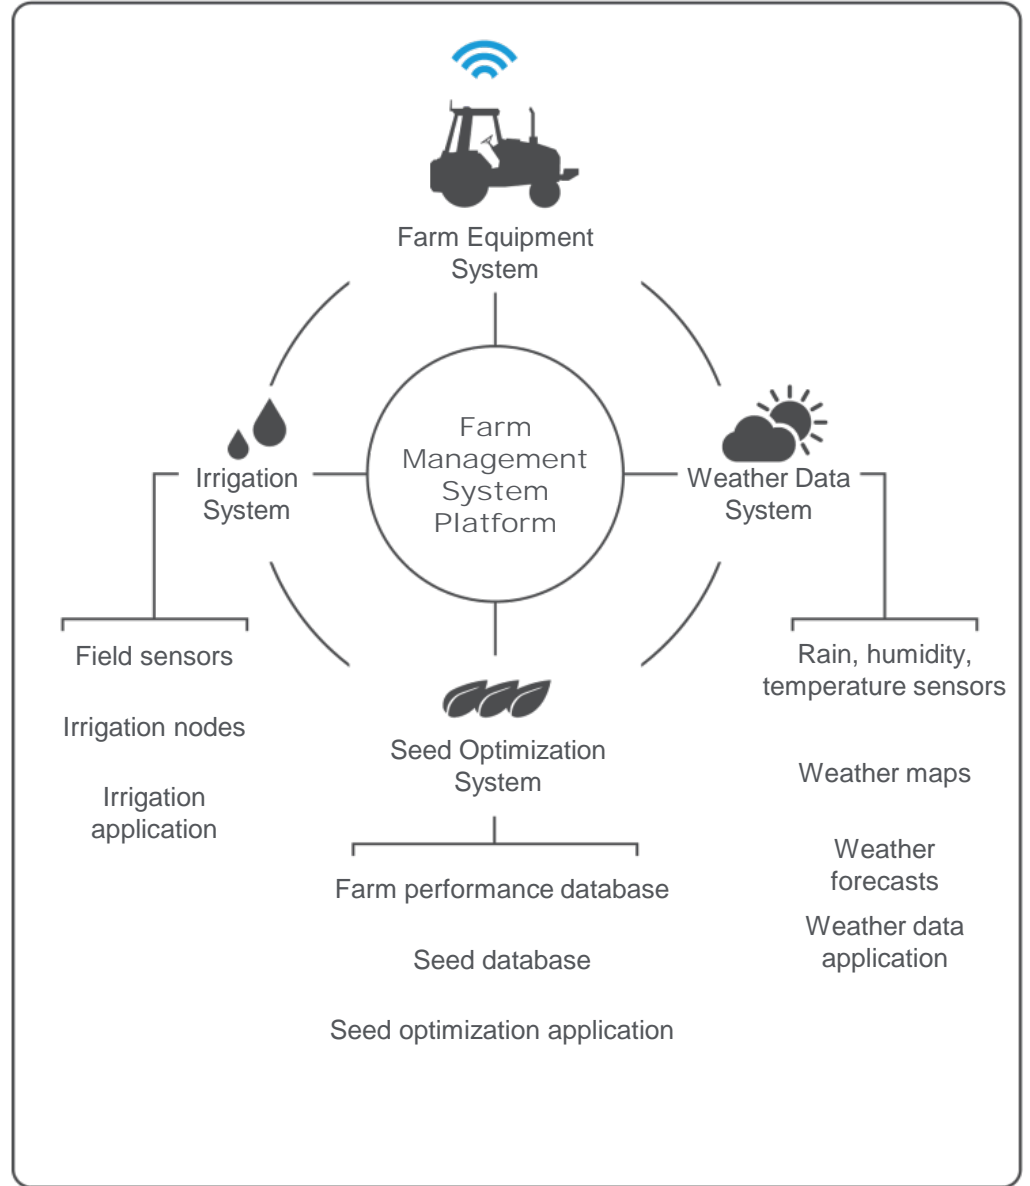 Farm Equipment
System
Farm
Management
System
Platform
Irrigation
System
Weather Data
System
Field sensors
Irrigation nodes
Irrigation
application
Seed Optimization
System
Farm performance database
Seed database
Seed optimization application
Rain, humidity,
temperature sensors
Weather maps
Weather
forecasts
Weather data
application